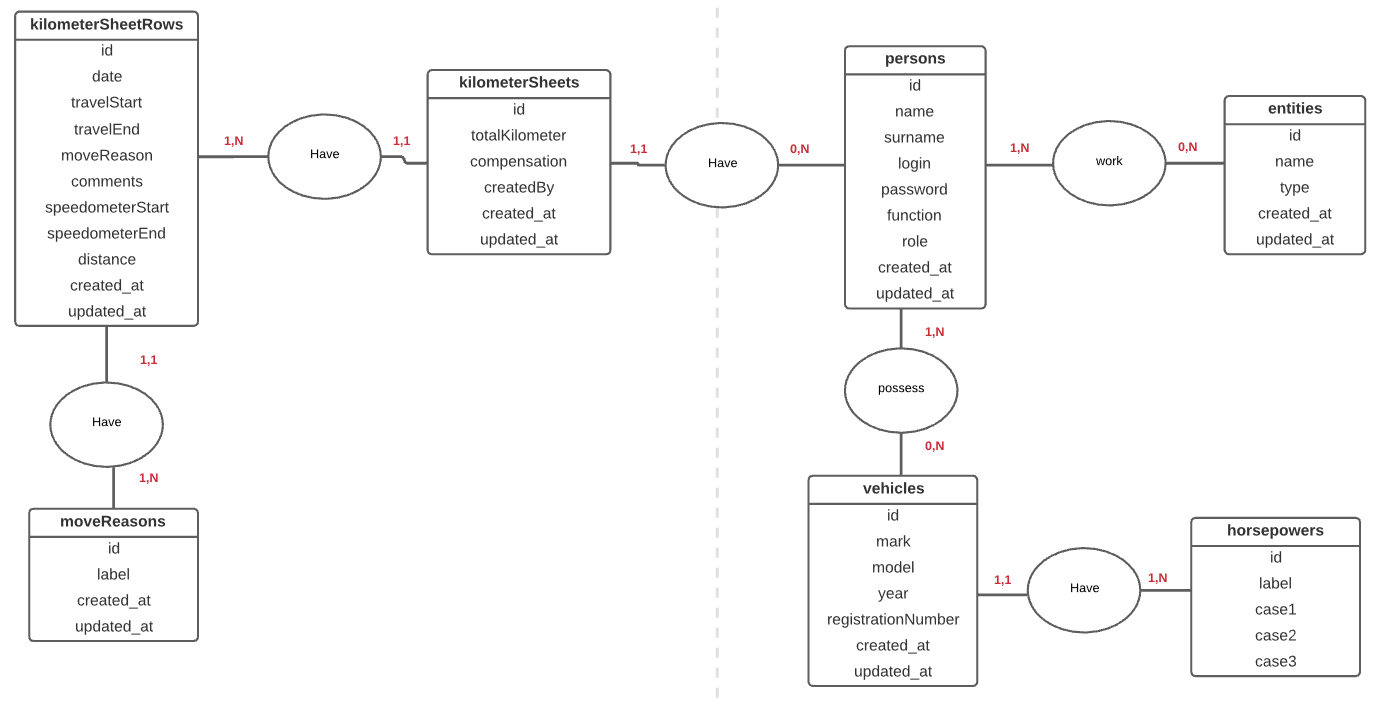 kilometerSheetRows
id
date
travelStart
travelEnd
moveReason
comments
speedometerStart
speedometerEnd
distance
created_at
updated_at
1,N
Have
1,1
kilometerSheets
id
totalKilometer
compensation
createdBy
created_at
updated_at
1,1
Have
0,N
persons
id
name
surname
login
password
function
role
created_at
updated_at
1,N
work
0,N
entities
id
name
type
created_at
updated_at
1,1
Have
1,N
moveReasons
id
label
created_at
updated_at
1,N
possess
0,N
vehicles
id
mark
model
year
registrationNumber
created_at
updated_at
1,1
Have
1,N
horsepowers
id
label
case1
case2
case3